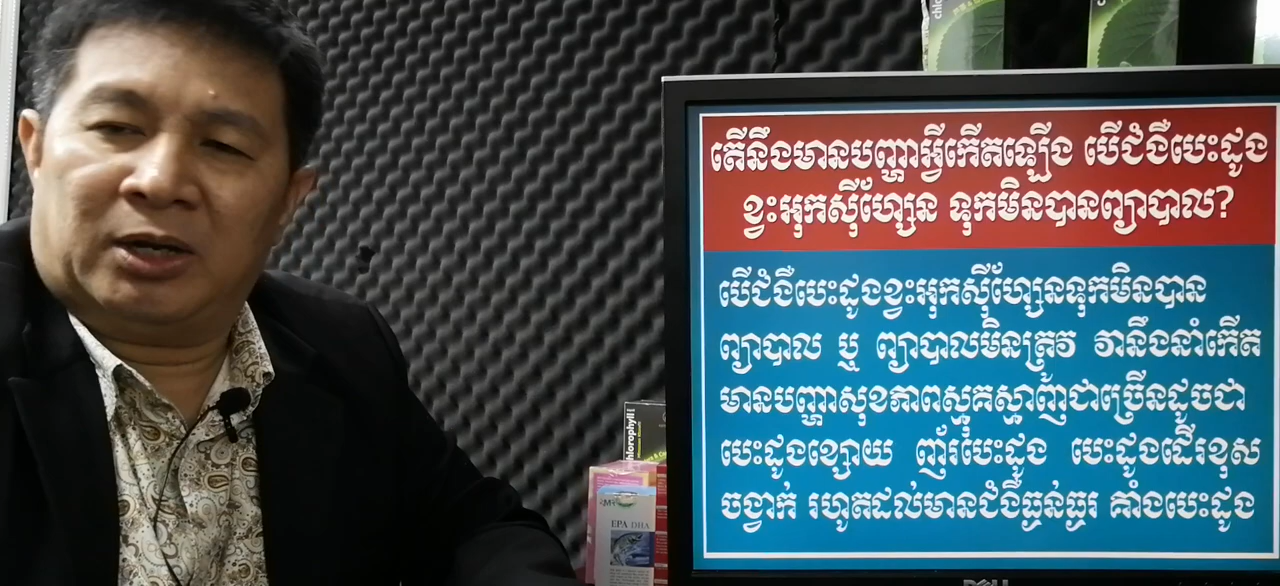 តើនឹងមានបញ្ហាអ្វីកើតឡើង បើជំងឺបេះដូង
ខ្វះអុកស៊ីហ្សែន ទុកមិនបានព្យាបាល?
បើជំងឺបេះដូងខ្វះអុកស៊ីហ្សែនទុកមិនបាន
ព្យាបាល ឬ ព្យាបាលមិនត្រូវ វានឹងនាំកើត
មានបញ្ហាសុខភាពស្មុគស្មាញជាច្រើនដូចជា
បេះដូងខ្សោយ ញ័របេះដូង បេះដូងដើរខុស
ចង្វាក់ រហូតដល់មានជំងឺធ្ងន់ធ្ងរ គាំងបេះដូង
chlorophyll
EPA DHA